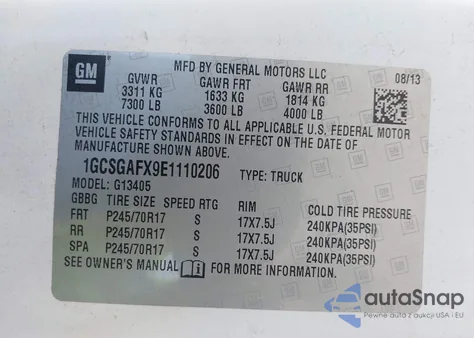 GM
MFD BY GENERAL MOTORS LLC
08/13
GVWR GAWR FRT GAWR RR
3311 KG 1633 KG 1814 KG
7300 LB 3600 LB 4000 LB
THIS VEHICLE CONFORMS TO ALL APPLICABLE U.S. FEDERAL MOTOR
VEHICLE SAFETY STANDARDS IN EFFECT ON THE DATE OF
MANUFACTURE SHOWN ABOVE.
1GCSGAFX9E1110206 TYPE: TRUCK
MODEL: G13405
GBBG TIRE SIZE SPEED RTG RIM COLD TIRE PRESSURE
FRT P245/70R17 S 17X7.5J 240KPA(35PSI)
RR P245/70R17 S 17X7.5J 240KPA(35PSI)
SPA P245/70R17 S 17X7.5J 240KPA(35PSI)
SEE OWNER'S MANUAL FOR MORE INFORMATION.
autoSnap
Pewne auta z USA i EU